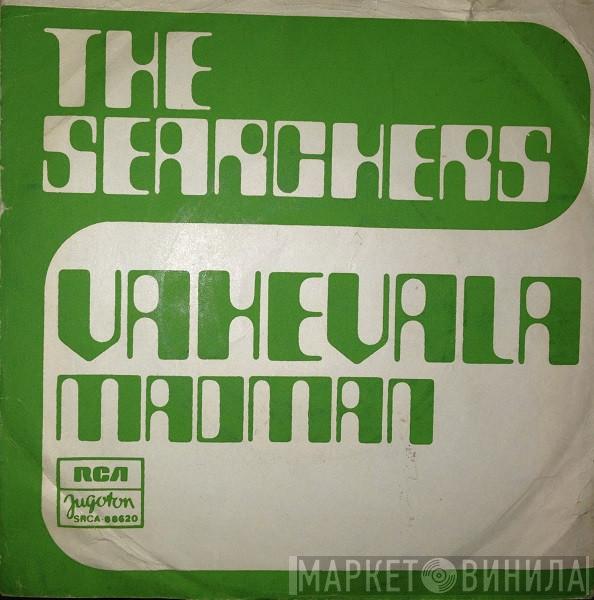 THE
SEARCHERS
VAHEVALA
MADMAN
RCA
Jugoton
SRCA-88620
МАРКЕТ ВИНИЛА